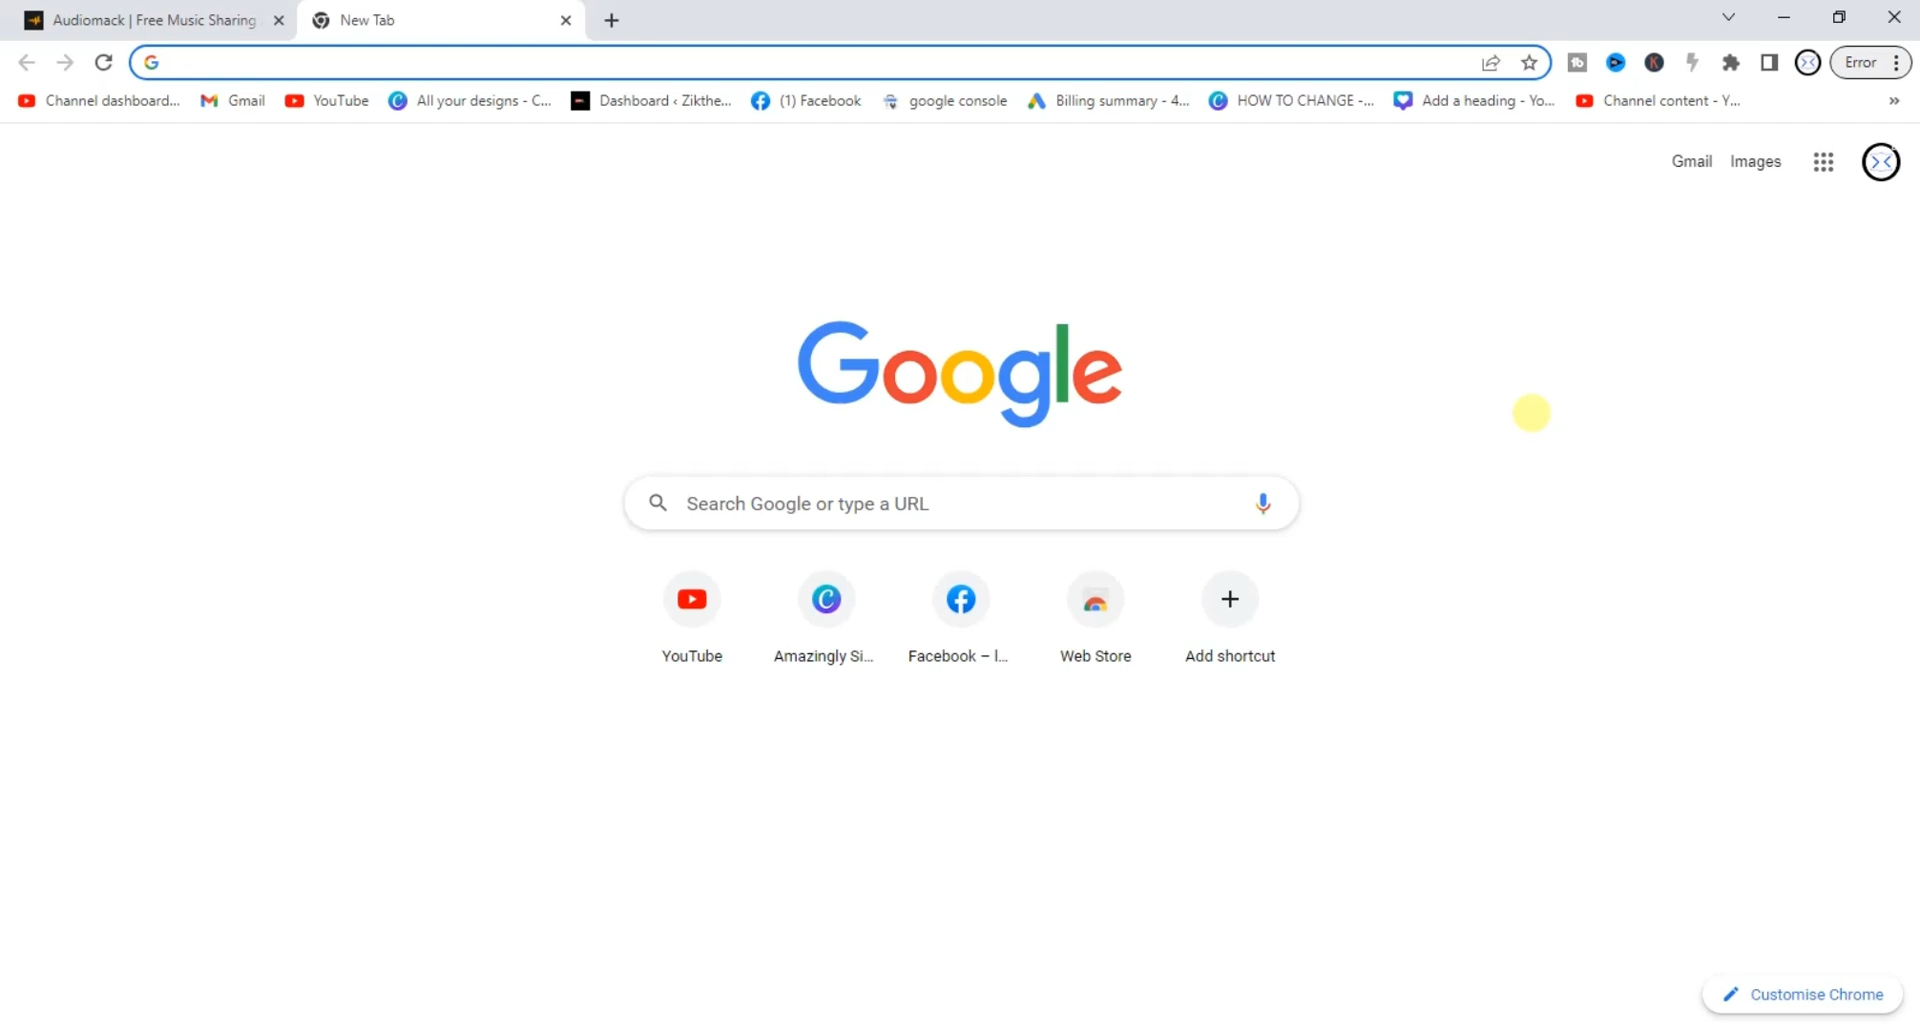 Audiomack | Free Music Sharing
New Tab
Error
Channel dashboard...
Gmail
YouTube
All your designs - C...
Dashboard ‹ Zikthe...
(1) Facebook
google console
Billing summary - 4...
HOW TO CHANGE -...
Add a heading - Yo...
Channel content - Y...
»
Gmail
Images
Google
Search Google or type a URL
YouTube
Amazingly Si...
Facebook – l...
Web Store
Add shortcut
Customise Chrome